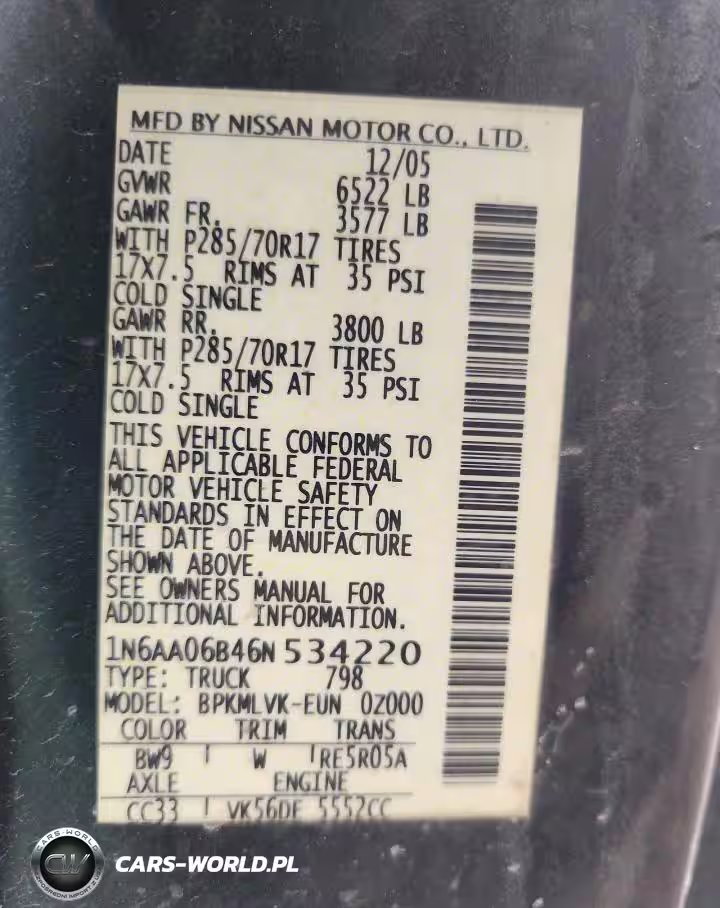 MFD BY NISSAN MOTOR CO., LTD.
DATE 12/05
GVWR 6522 LB
GAWR FR. 3577 LB
WITH P285/70R17 TIRES
17X7.5 RIMS AT 35 PSI
COLD SINGLE
GAWR RR. 3800 LB
WITH P285/70R17 TIRES
17X7.5 RIMS AT 35 PSI
COLD SINGLE
THIS VEHICLE CONFORMS TO
ALL APPLICABLE FEDERAL
MOTOR VEHICLE SAFETY
STANDARDS IN EFFECT ON
THE DATE OF MANUFACTURE
SHOWN ABOVE.
SEE OWNERS MANUAL FOR
ADDITIONAL INFORMATION.
1N6AA06B46N534220
TYPE: TRUCK 798
MODEL: BPKMLVK-EUN 0Z000
COLOR TRIM TRANS
BW9 W RE5R05A
AXLE ENGINE
CC33 VK56DE 5552CC
CARS-WORLD
CW
CARS-WORLD.PL